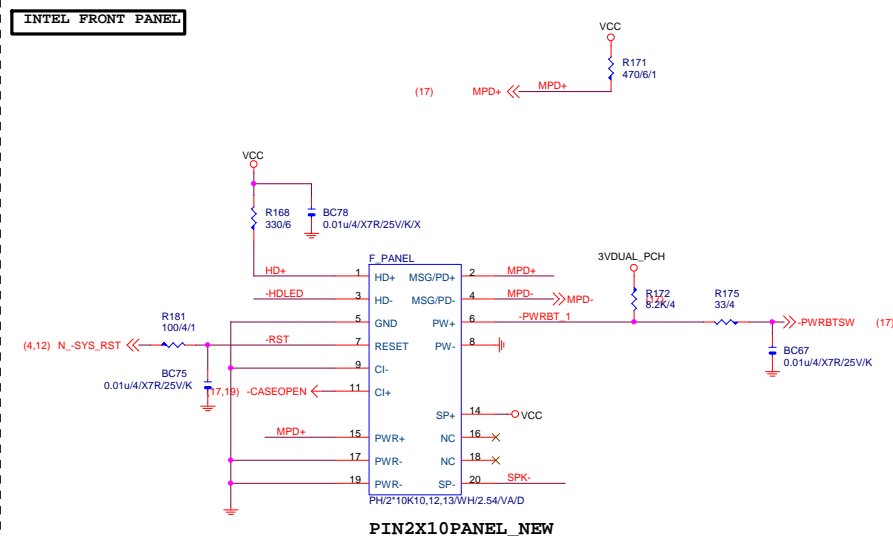 INTEL FRONT PANEL
VCC
R171
470/6/1
(17) MPD+ MPD+
VCC
R168
330/6
BC78
0.01u/4/X7R/25V/K/X
F_PANEL
HD+ 1 HD+ MSG/PD+ 2 MPD+
-HDLED 3 HD- MSG/PD- 4 MPD- MPD-
3VDUAL_PCH
R172
8.2K/4
R175
33/4
5 GND PW+ 6 -PWRBT_1 -PWRBTSW (17)
R181
100/4/1
(4,12) N_-SYS_RST -RST 7 RESET PW- 8
BC67
0.01u/4/X7R/25V/K
9 CI-
BC75
0.01u/4/X7R/25V/K
(17,19) -CASEOPEN 11 CI+
SP+ 14 VCC
MPD+ 15 PWR+ NC 16
17 PWR- NC 18
19 PWR- SP- 20 SPK-
PH/2*10K10,12,13/WH/2.54/VA/D
PIN2X10PANEL_NEW